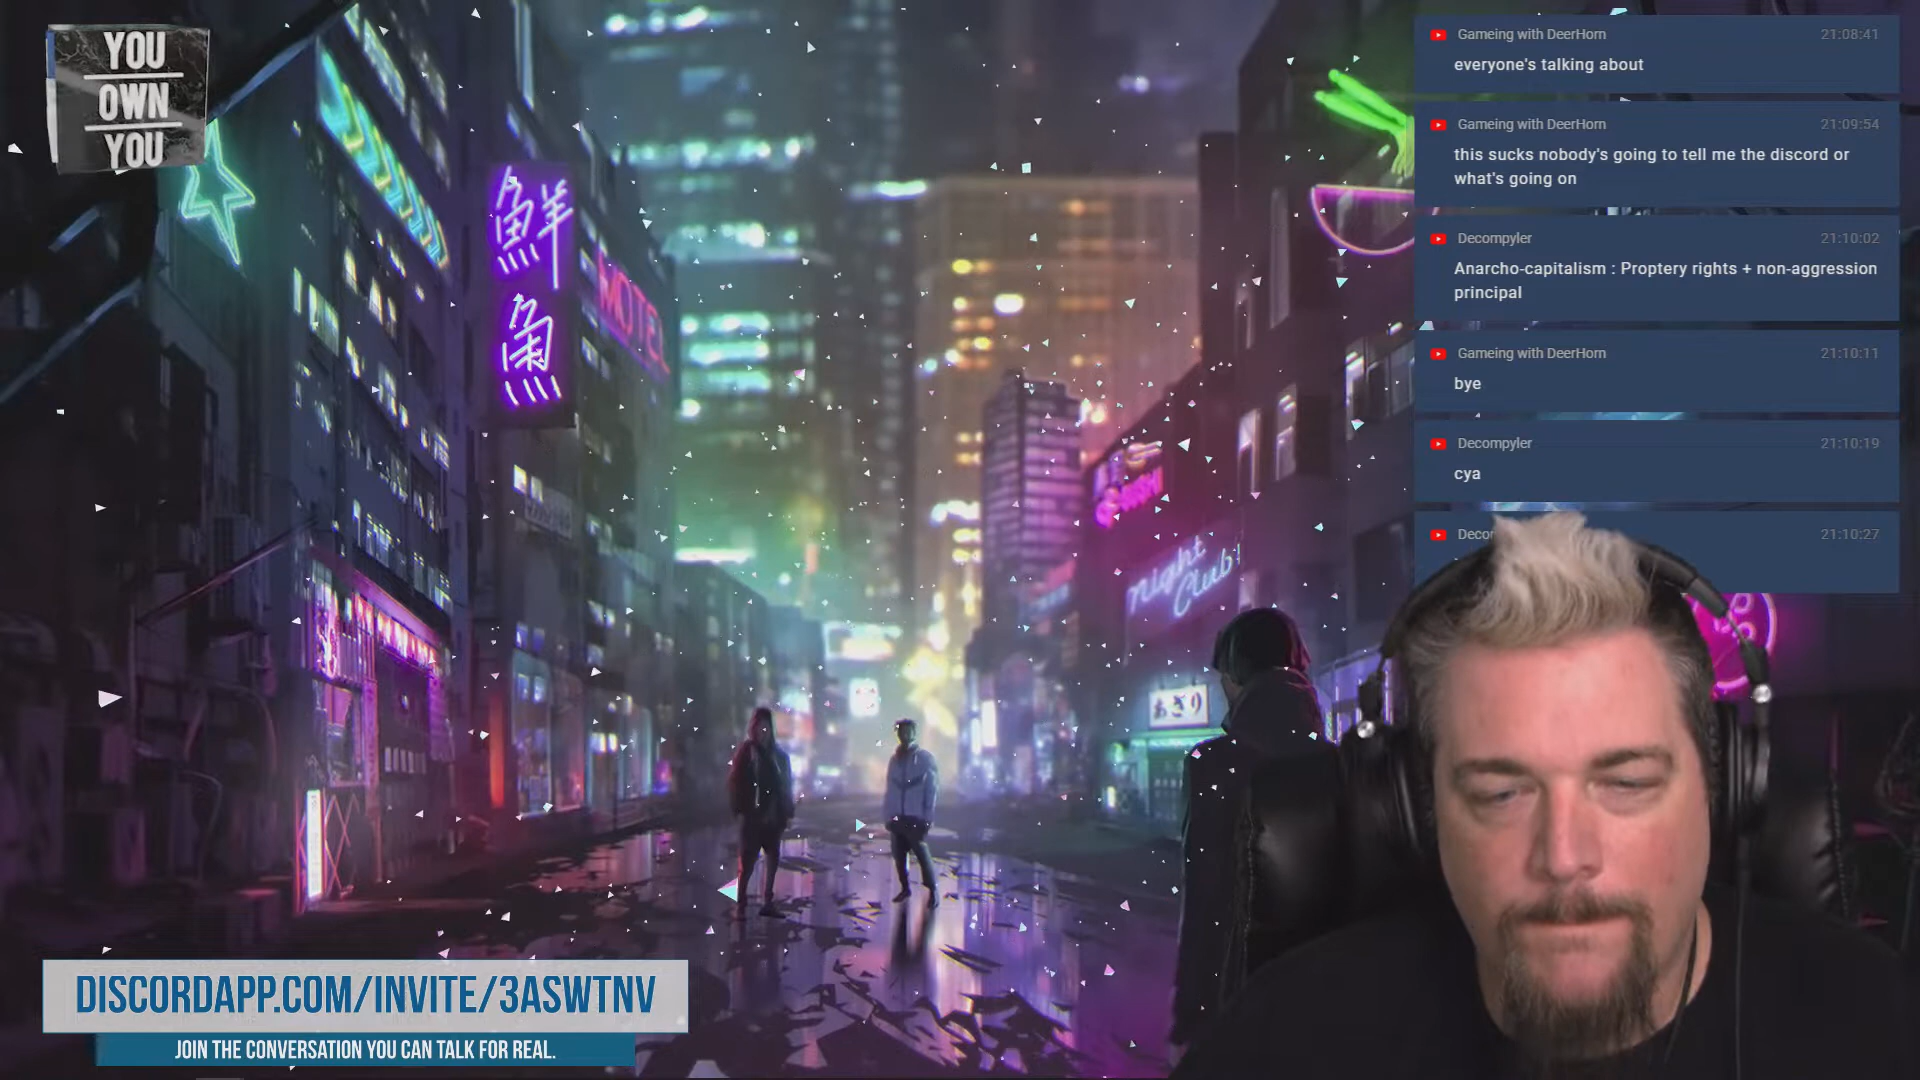 YOU
OWN
YOU
鮮
魚
MOTEL
night
Club!
あぎり
Gameing with DeerHorn 21:08:41
everyone's talking about
Gameing with DeerHorn 21:09:54
this sucks nobody's going to tell me the discord or
what's going on
Decompyler 21:10:02
Anarcho-capitalism : Proptery rights + non-aggression
principal
Gameing with DeerHorn 21:10:11
bye
Decompyler 21:10:19
cya
21:10:27
DISCORDAPP.COM/INVITE/3ASWTNV
JOIN THE CONVERSATION YOU CAN TALK FOR REAL.